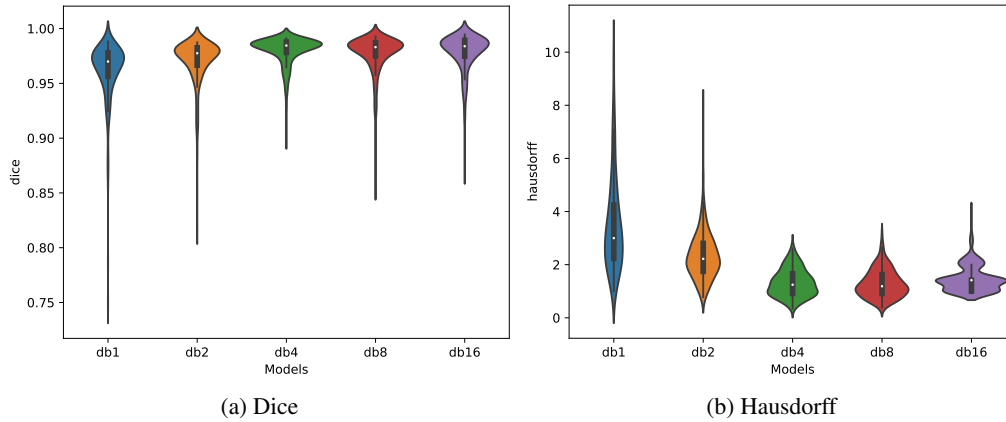 1.00
0.95
0.90
0.85
0.80
0.75
dice
db1 db2 db4 db8 db16
Models
(a) Dice
10
8
6
4
2
0
hausdorff
db1 db2 db4 db8 db16
Models
(b) Hausdorff